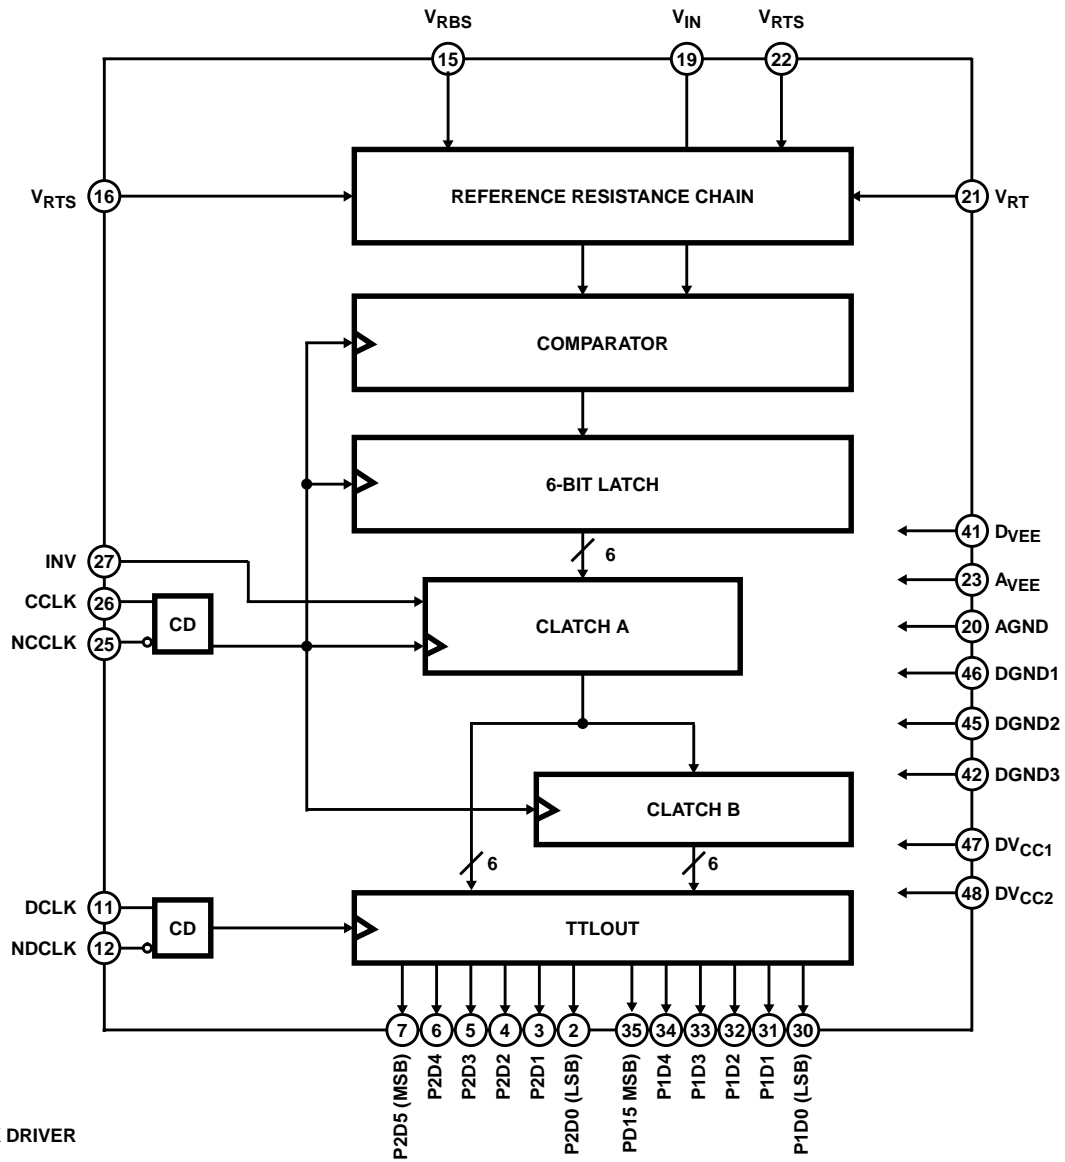 VRBS
VIN
VRTS
15
19
22
VRTS
16
REFERENCE RESISTANCE CHAIN
21
VRT
COMPARATOR
6-BIT LATCH
6
41
DVEE
INV
27
23
AVEE
CCLK
26
CD
CLATCH A
20
AGND
NCCLK
25
46
DGND1
45
DGND2
42
DGND3
CLATCH B
47
DVCC1
6
6
DCLK
11
48
DVCC2
CD
TTLOUT
NDCLK
12
7
6
5
4
3
2
35
34
33
32
31
30
P2D5 (MSB)
P2D4
P2D3
P2D2
P2D1
P2D0 (LSB)
PD15 MSB)
P1D4
P1D3
P1D2
P1D1
P1D0 (LSB)
DRIVER